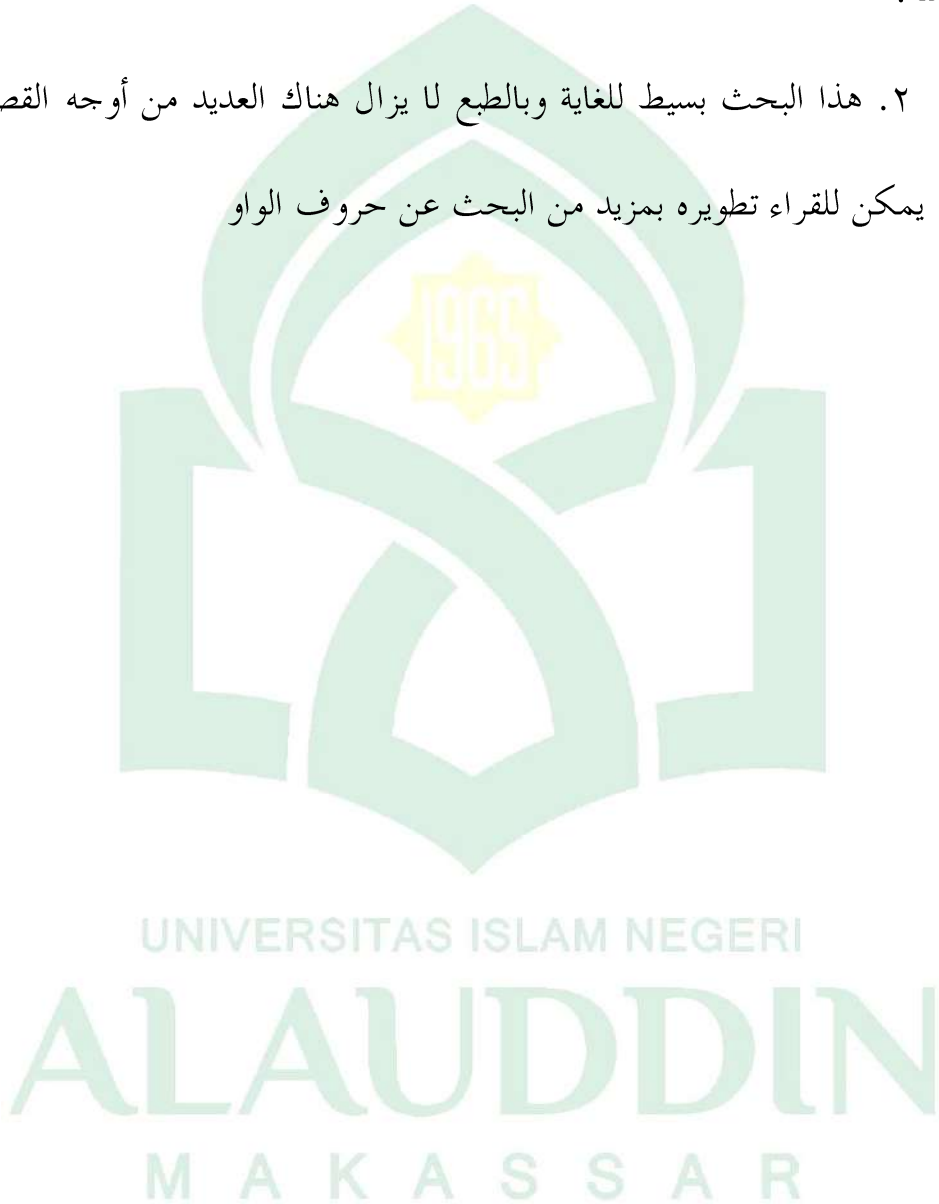 ٢. هذا البحث بسيط للغاية وبالطبع لا يزال هناك العديد من أوجه
يمكن للقراء تطويره بمزيد من البحث عن حروف الواو
1965
UNIVERSITAS ISLAM NEGERI
ALAUDDIN
MAKASSAR